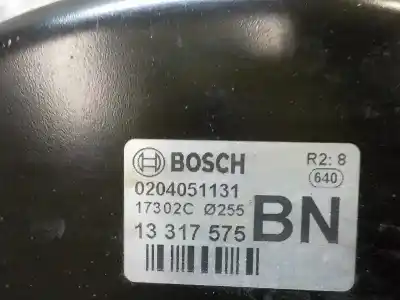 BOSCH R2: 8
640
0204051131
17302C Ø255
13 317 575 BN